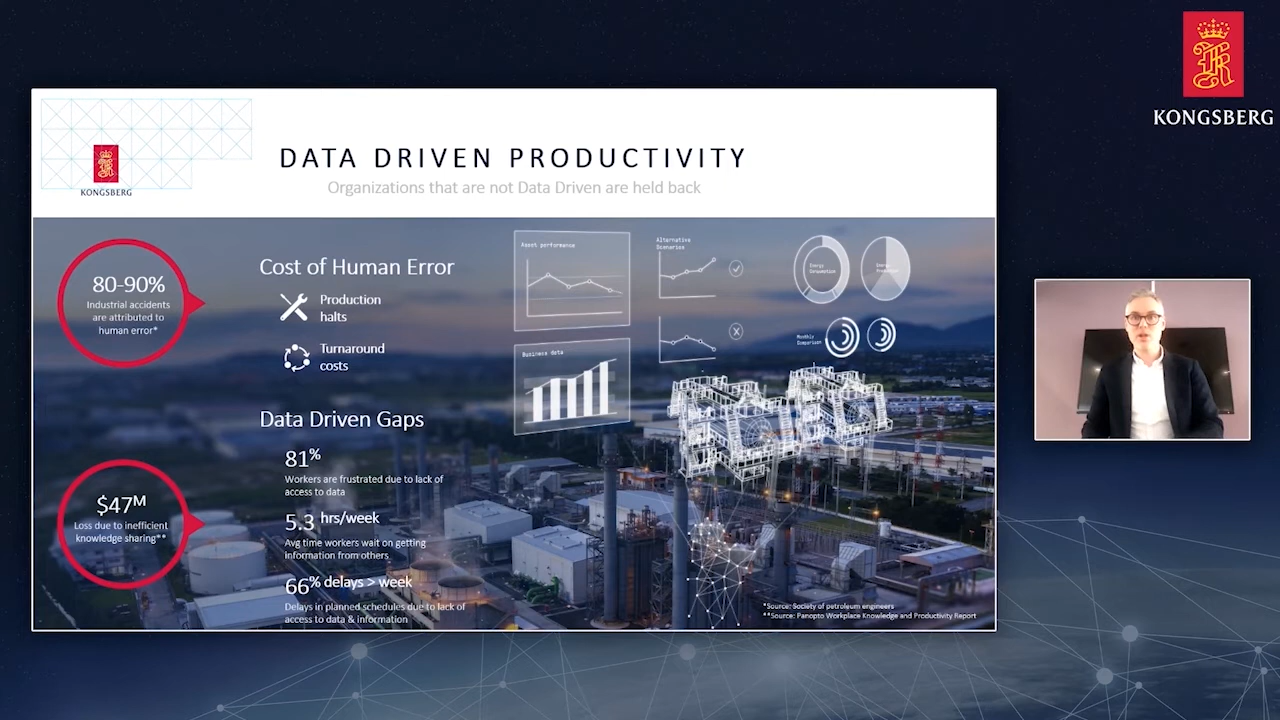 KONGSBERG
KONGSBERG
DATA DRIVEN PRODUCTIVITY
Organizations that are not Data Driven are held back
80-90%
Industrial accidents
are attributed to
human error*
Cost of Human Error
Production
halts
Turnaround
costs
Data Driven Gaps
81%
Workers are frustrated due to lack of
access to data
5.3 hrs/week
Avg time workers wait on getting
information from others
66% delays > week
Delays in planned schedules due to lack of
access to data & information
$47M
Loss due to inefficient
knowledge sharing**
Asset performance
Alternative
Scenarios
Energy
Consumption
Energy
Business data
Monthly
Comparison
*Source: Society of petroleum engineers
**Source: Panopto Workplace Knowledge and Productivity Report